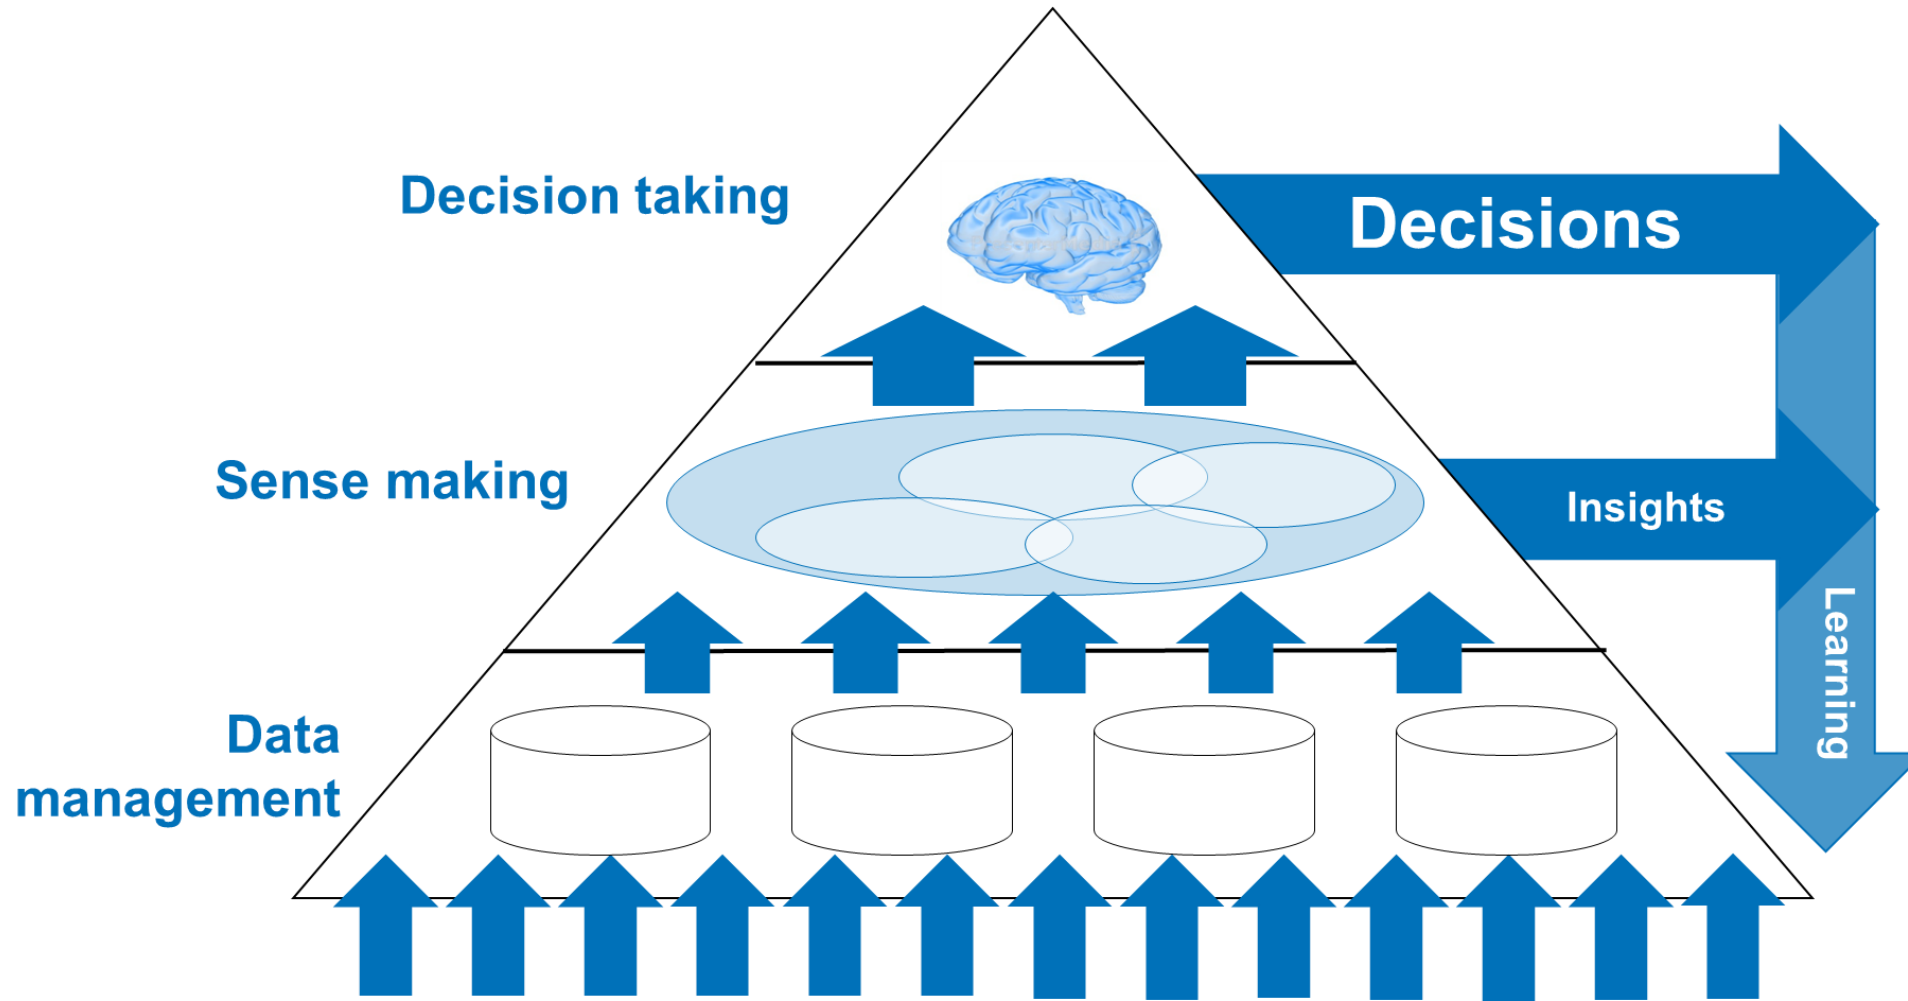 Decision taking
Decisions
Sense making
Insights
Learning
Data
management